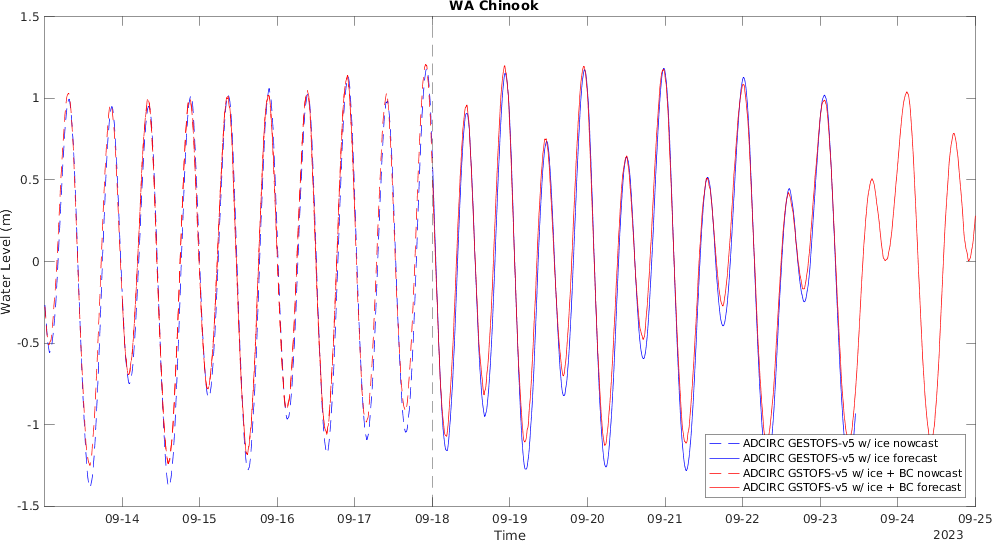 WA Chinook
1.5
1
0.5
0
-0.5
-1
-1.5
Water Level (m)
09-14 09-15 09-16 09-17 09-18 09-19 09-20 09-21 09-22 09-23 09-24 09-25
Time
2023
ADCIRC GESTOFS-v5 w/ ice nowcast
ADCIRC GESTOFS-v5 w/ ice forecast
ADCIRC GSTOFS-v5 w/ ice + BC nowcast
ADCIRC GSTOFS-v5 w/ ice + BC forecast